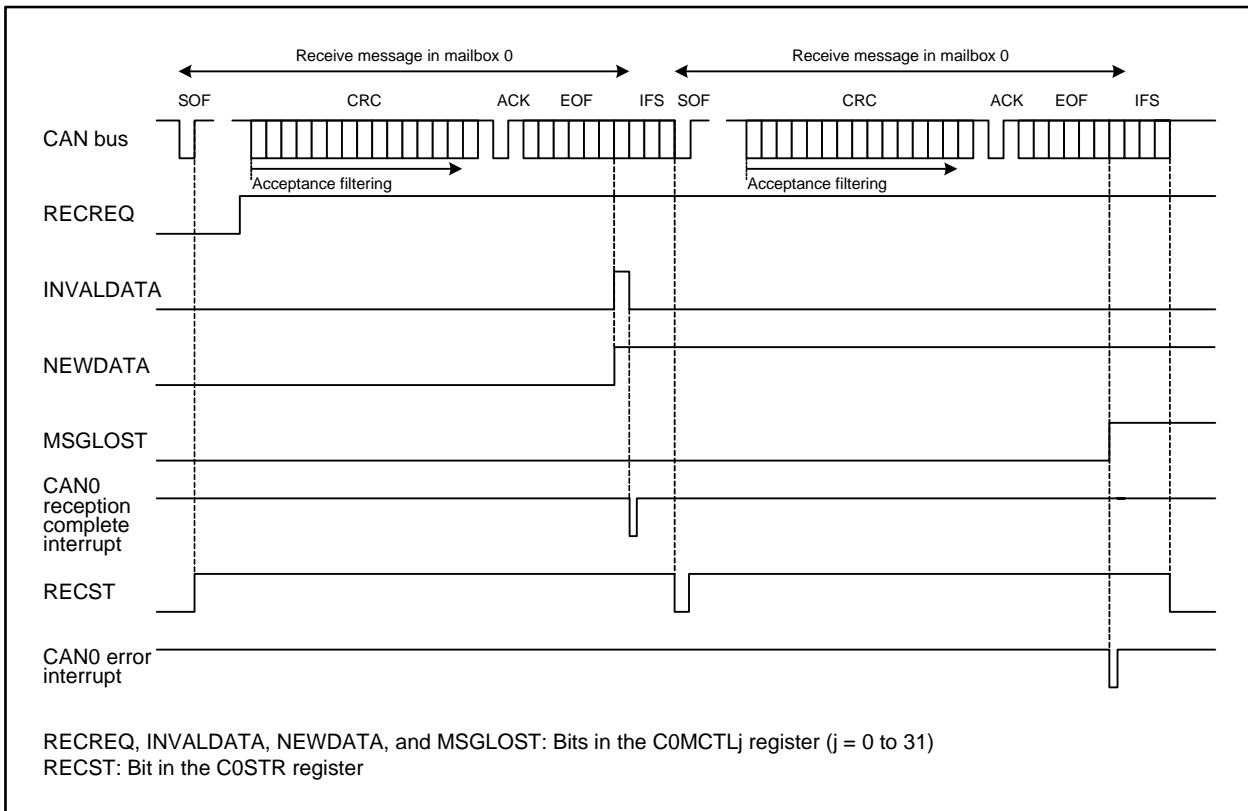 Receive message in mailbox 0 Receive message in mailbox 0
SOF CRC ACK EOF IFS SOF CRC ACK EOF IFS
CAN bus
Acceptance filtering Acceptance filtering
RECREQ
INVALDATA
NEWDATA
MSGLOST
CAN0
reception
complete
interrupt
RECST
CAN0 error
interrupt
RECREQ, INVALDATA, NEWDATA, and MSGLOST: Bits in the C0MCTLj register (j = 0 to 31)
RECST: Bit in the C0STR register